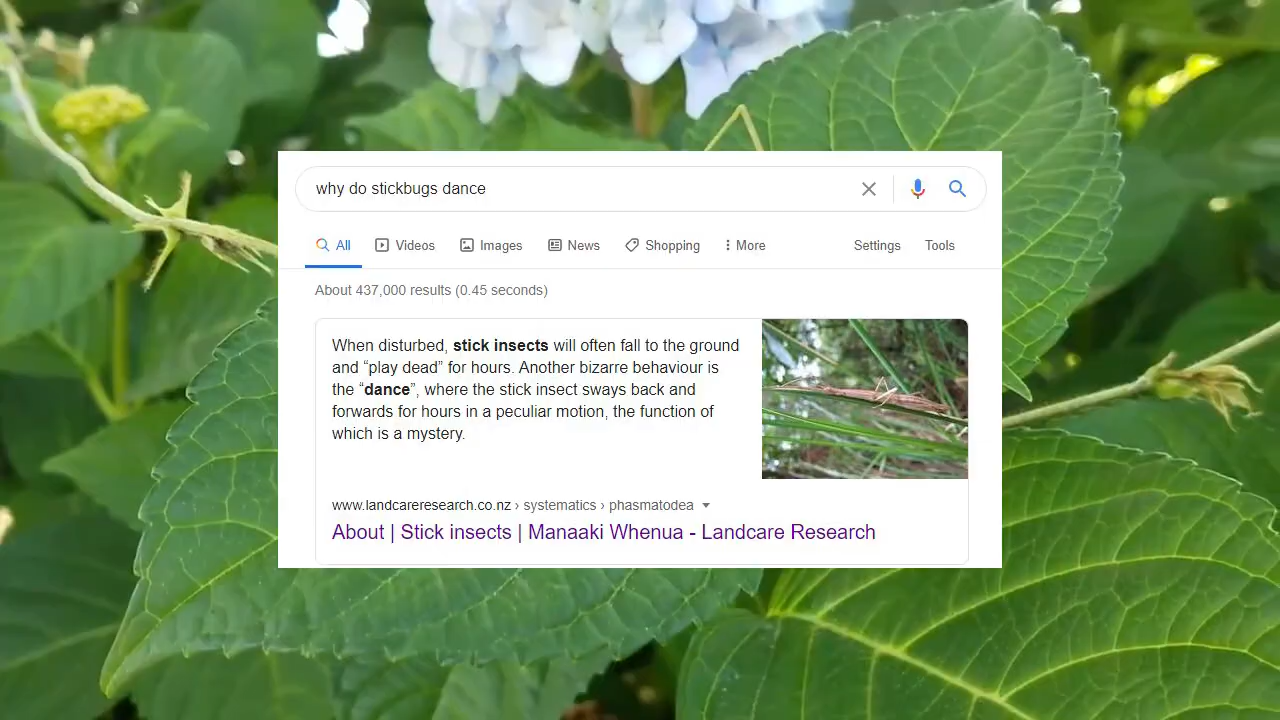 why do stickbugs dance
All Videos Images News Shopping More Settings Tools
About 437,000 results (0.45 seconds)
When disturbed, stick insects will often fall to the ground
and “play dead” for hours. Another bizarre behaviour is
the “dance”, where the stick insect sways back and
forwards for hours in a peculiar motion, the function of
which is a mystery.
www.landcareresearch.co.nz › systematics › phasmatodea
About | Stick insects | Manaaki Whenua - Landcare Research